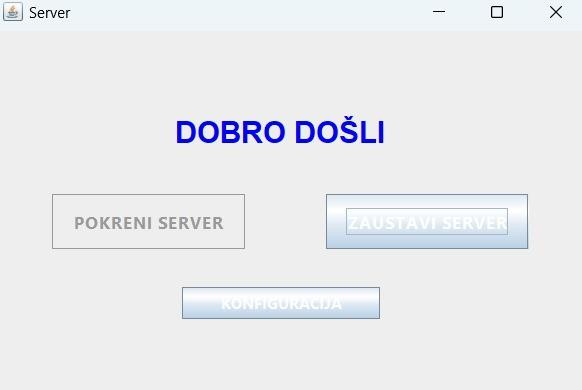 Server
DOBRO DOŠLI
POKRENI SERVER
ZAUSTAVI SERVER
KONFIGURACIJA